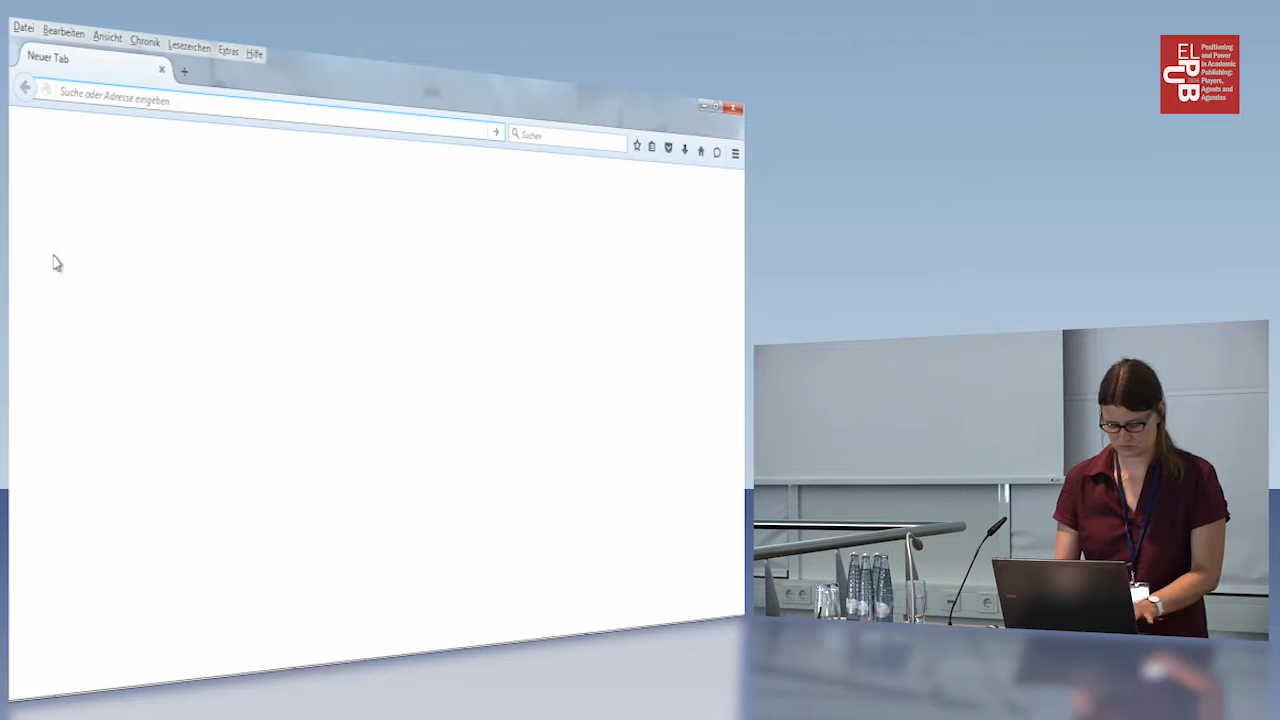 Datei Bearbeiten Ansicht Chronik Lesezeichen Extras Hilfe
Neuer Tab
Suche oder Adresse eingeben
Suchen
EL
PUB
2016
Positioning
and Power
in Academic
Publishing:
Players,
Agents and
Agendas